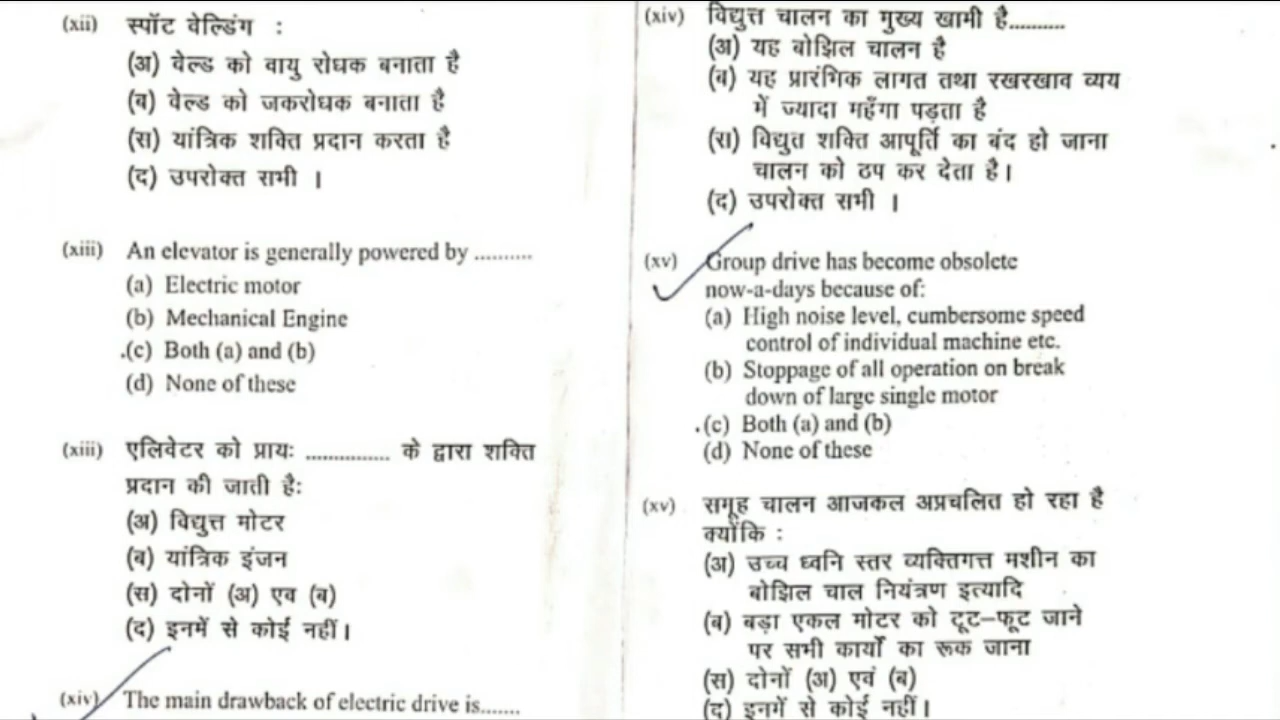 (xii) स्पॉट वेल्डिंग :
(अ) वेल्ड को वायु रोधक बनाता है
(ब) वेल्ड को जकरोधक बनाता है
(स) यांत्रिक शक्ति प्रदान करता है
(द) उपरोक्त सभी ।
(xiii) An elevator is generally powered by ..........
(a) Electric motor
(b) Mechanical Engine
.(c) Both (a) and (b)
(d) None of these
(xiii) एलिवेटर को प्रायः ............... के द्वारा शक्ति
प्रदान की जाती हैः
(अ) विद्युत्त मोटर
(ब) यांत्रिक इंजन
(स) दोनों (अ) एव (ब)
(द) इनमें से कोई नहीं।
(xiv) The main drawback of electric drive is.......
(xiv) विद्युत्त चालन का मुख्य खामी है..........
(अ) यह बोझिल चालन है
(ब) यह प्रारंगिक लागत तथा रखरखाव व्यय
में ज्यादा महँगा पड़ता है
(स) विद्युत शक्ति आपूर्ति का बंद हो जाना
चालन को ठप कर देता है।
(द) उपरोक्त सभी ।
(xv) Group drive has become obsolete
now-a-days because of:
(a) High noise level, cumbersome speed
control of individual machine etc.
(b) Stoppage of all operation on break
down of large single motor
.(c) Both (a) and (b)
(d) None of these
(xv) समूह चालन आजकल अप्रचलित हो रहा है
क्योंकि :
(अ) उच्च ध्वनि स्तर व्यक्तिगत्त मशीन का
बोझिल चाल नियंत्रण इत्यादि
(ब) बड़ा एकल मोटर को टूट–फूट जाने
पर सभी कार्यों का रूक जाना
(स) दोनों (अ) एवं (ब)
(द) इनमें से कोई नहीं।